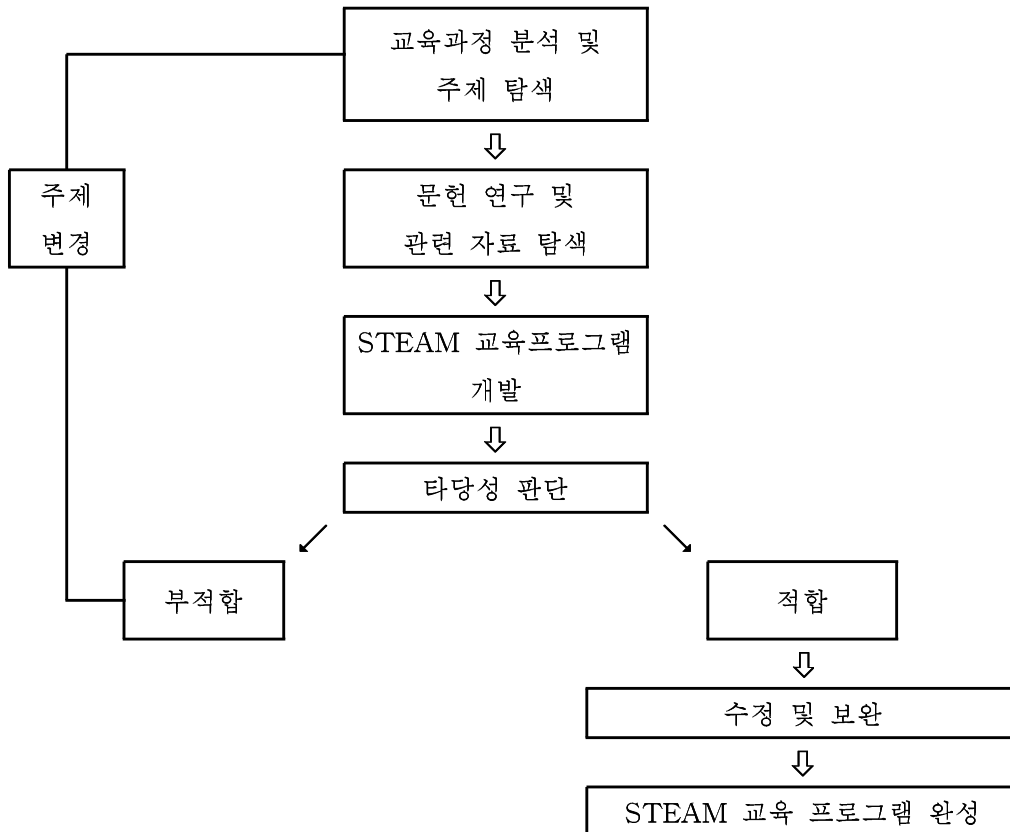 교육과정 분석 및
주제 탐색
주제
변경
문헌 연구 및
관련 자료 탐색
STEAM 교육프로그램
개발
타당성 판단
부적합
적합
수정 및 보완
STEAM 교육 프로그램 완성